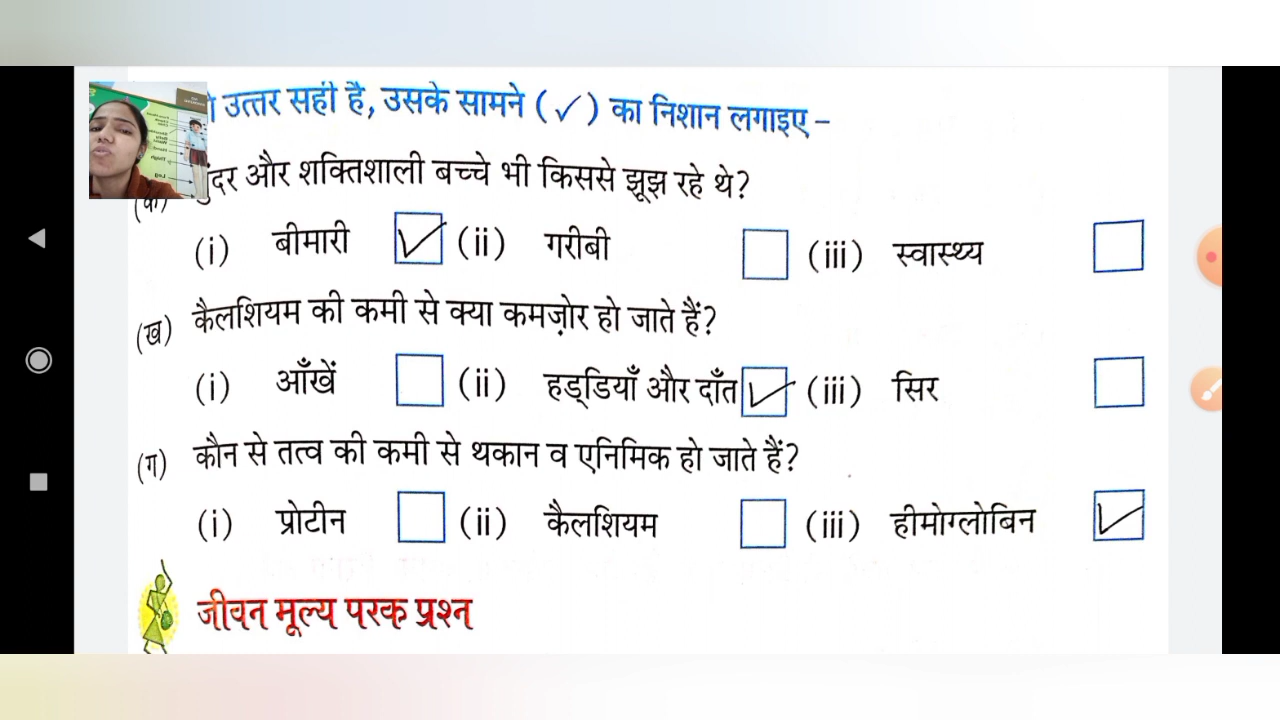 उत्तर सही है, उसके सामने (✓) का निशान लगाइए –
और शक्तिशाली बच्चे भी किससे झूझ रहे थे?
(i) बीमारी ✓ (ii) गरीबी (iii) स्वास्थ्य
(ख) कैलशियम की कमी से क्या कमज़ोर हो जाते हैं?
(i) आँखें (ii) हड्डियाँ और दाँत ✓ (iii) सिर
(ग) कौन से तत्व की कमी से थकान व एनिमिक हो जाते हैं?
(i) प्रोटीन (ii) कैलशियम (iii) हीमोग्लोबिन ✓
जीवन मूल्य परक प्रश्न